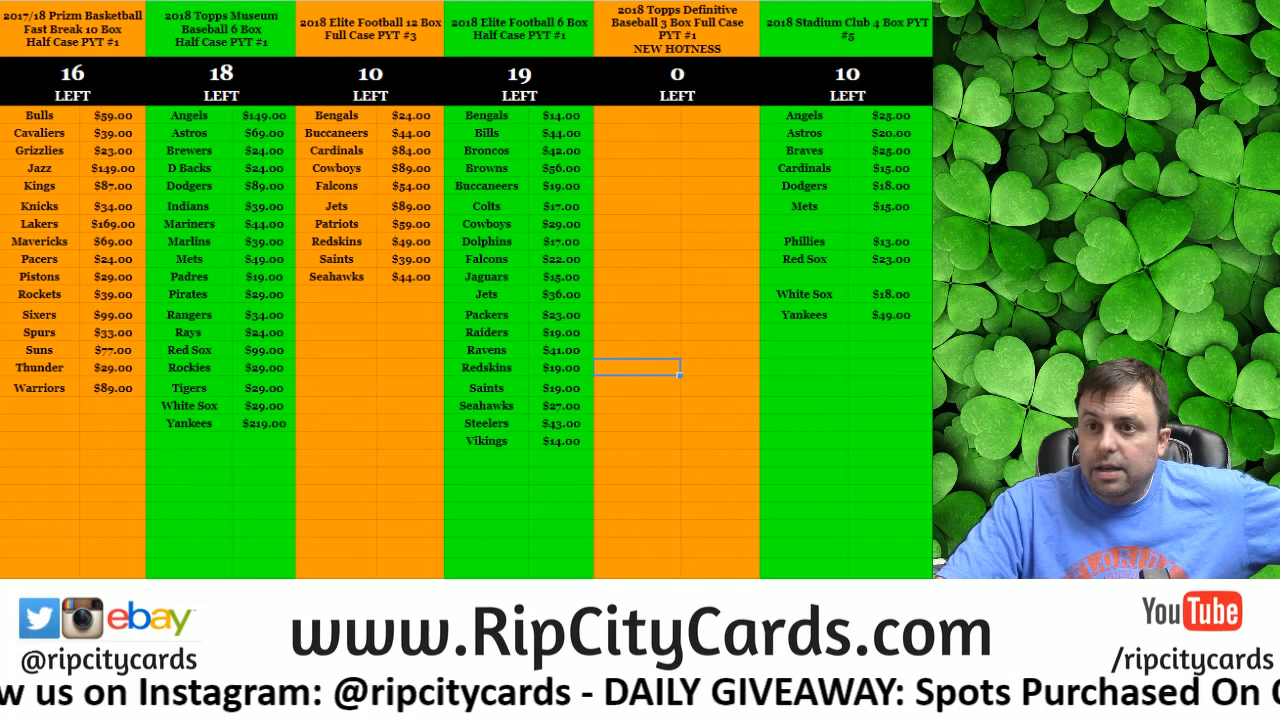 2017/18 Prizm Basketball
Fast Break 10 Box
Half Case PYT #1
16
LEFT
Bulls $59.00
Cavaliers $39.00
Grizzlies $23.00
Jazz $149.00
Kings $87.00
Knicks $34.00
Lakers $169.00
Mavericks $69.00
Pacers $24.00
Pistons $29.00
Rockets $39.00
Sixers $99.00
Spurs $33.00
Suns $77.00
Thunder $29.00
Warriors $89.00
2018 Topps Museum
Baseball 6 Box
Half Case PYT #1
18
LEFT
Angels $149.00
Astros $69.00
Brewers $24.00
D Backs $24.00
Dodgers $89.00
Indians $39.00
Mariners $44.00
Marlins $39.00
Mets $49.00
Padres $19.00
Pirates $29.00
Rangers $34.00
Rays $24.00
Red Sox $99.00
Rockies $29.00
Tigers $29.00
White Sox $29.00
Yankees $219.00
2018 Elite Football 12 Box
Full Case PYT #3
10
LEFT
Bengals $24.00
Buccaneers $44.00
Cardinals $84.00
Cowboys $89.00
Falcons $54.00
Jets $89.00
Patriots $59.00
Redskins $49.00
Saints $39.00
Seahawks $44.00
2018 Elite Football 6 Box
Half Case PYT #1
19
LEFT
Bengals $14.00
Bills $44.00
Broncos $42.00
Browns $56.00
Buccaneers $19.00
Colts $17.00
Cowboys $29.00
Dolphins $17.00
Falcons $22.00
Jaguars $15.00
Jets $36.00
Packers $23.00
Raiders $19.00
Ravens $41.00
Redskins $19.00
Saints $19.00
Seahawks $27.00
Steelers $43.00
Vikings $14.00
2018 Topps Definitive
Baseball 3 Box Full Case
PYT #1
NEW HOTNESS
0
LEFT
2018 Stadium Club 4 Box PYT
#5
10
LEFT
Angels $25.00
Astros $20.00
Braves $25.00
Cardinals $15.00
Dodgers $18.00
Mets $15.00
Phillies $13.00
Red Sox $23.00
White Sox $18.00
Yankees $49.00
FLORIDA
ebay
@ripcitycards
www.RipCityCards.com
YouTube
/ripcitycards
w us on Instagram: @ripcitycards - DAILY GIVEAWAY: Spots Purchased On